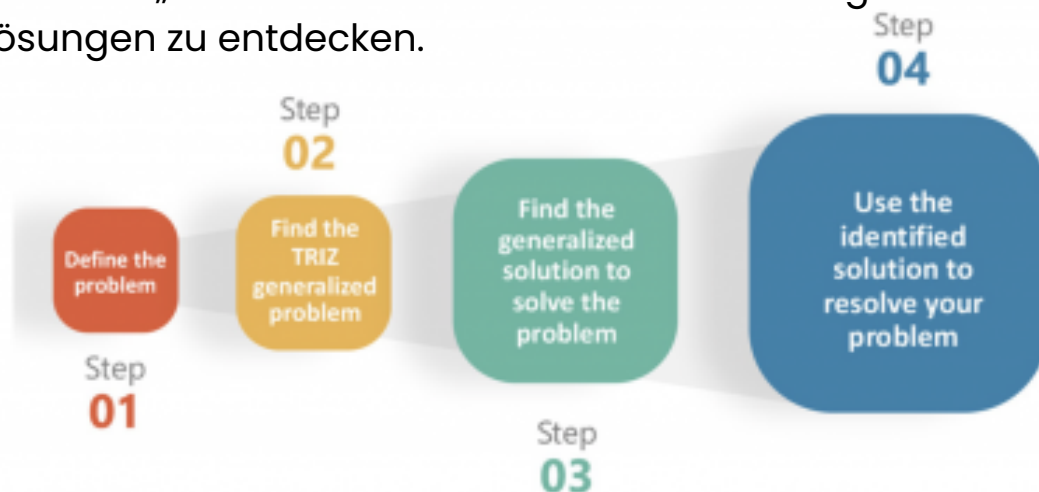 ösungen zu entdecken.
Step
01
Define the
problem
Step
02
Find the
TRIZ
generalized
problem
Step
03
Find the
generalized
solution to
solve the
problem
Step
04
Use the
identified
solution to
resolve your
problem